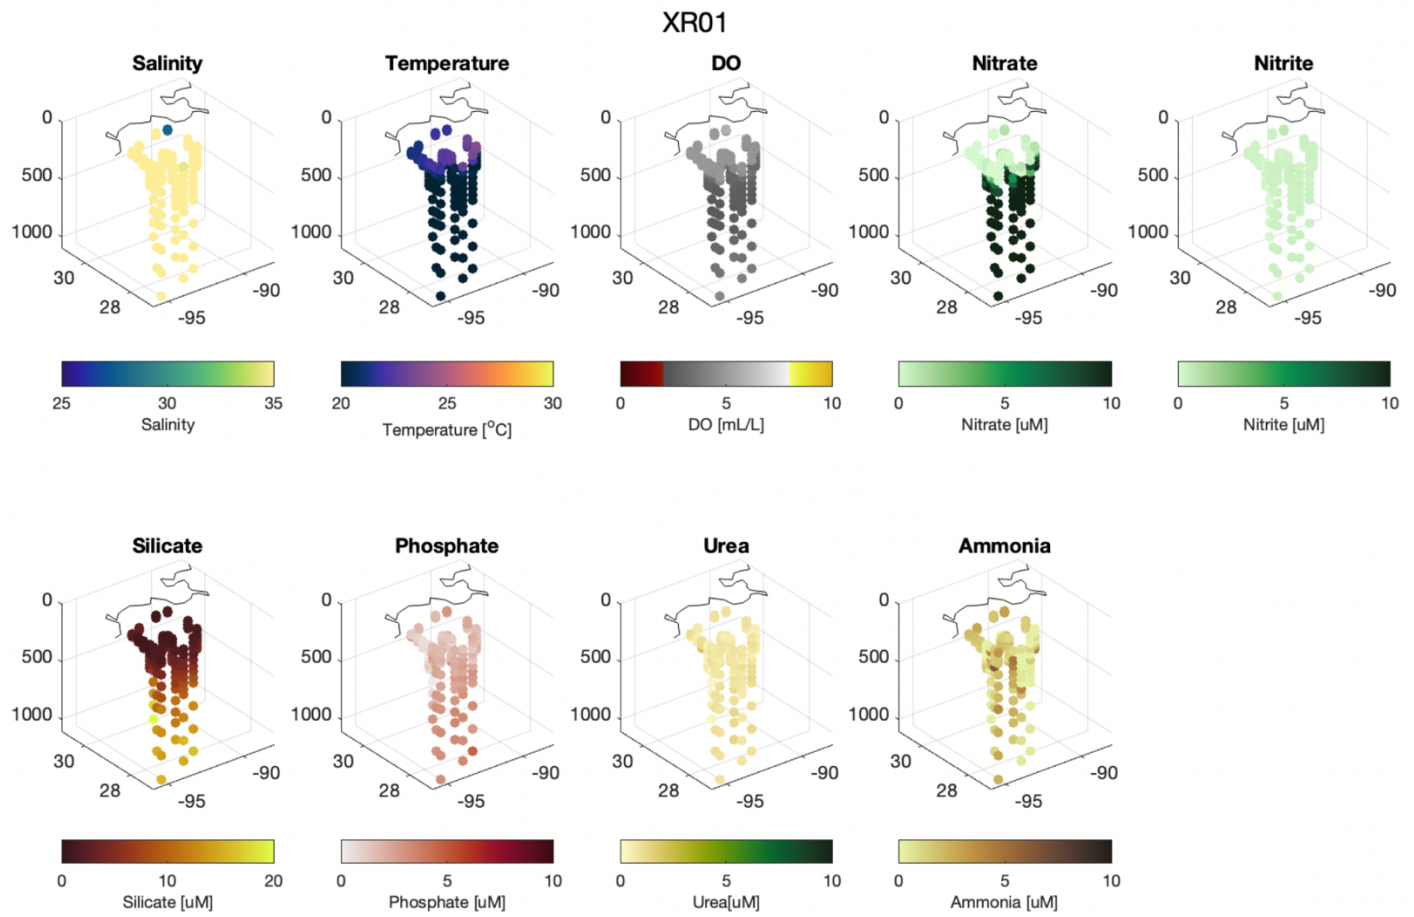 XR01
Salinity Temperature DO Nitrate Nitrite
0 0 0 0 0
500 500 500 500 500
1000 1000 1000 1000 1000
30 30 30 30 30
28 28 28 28 28
-90 -90 -90 -90 -90
-95 -95 -95 -95 -95
25 30 35 20 25 30 0 5 10 0 5 10 0 5 10
Salinity Temperature [°C] DO [mL/L] Nitrate [uM] Nitrite [uM]
Silicate Phosphate Urea Ammonia
0 0 0 0
500 500 500 500
1000 1000 1000 1000
30 30 30 30
28 28 28 28
-90 -90 -90 -90
-95 -95 -95 -95
0 10 20 0 5 10 0 5 10 0 5 10
Silicate [uM] Phosphate [uM] Urea[uM] Ammonia [uM]